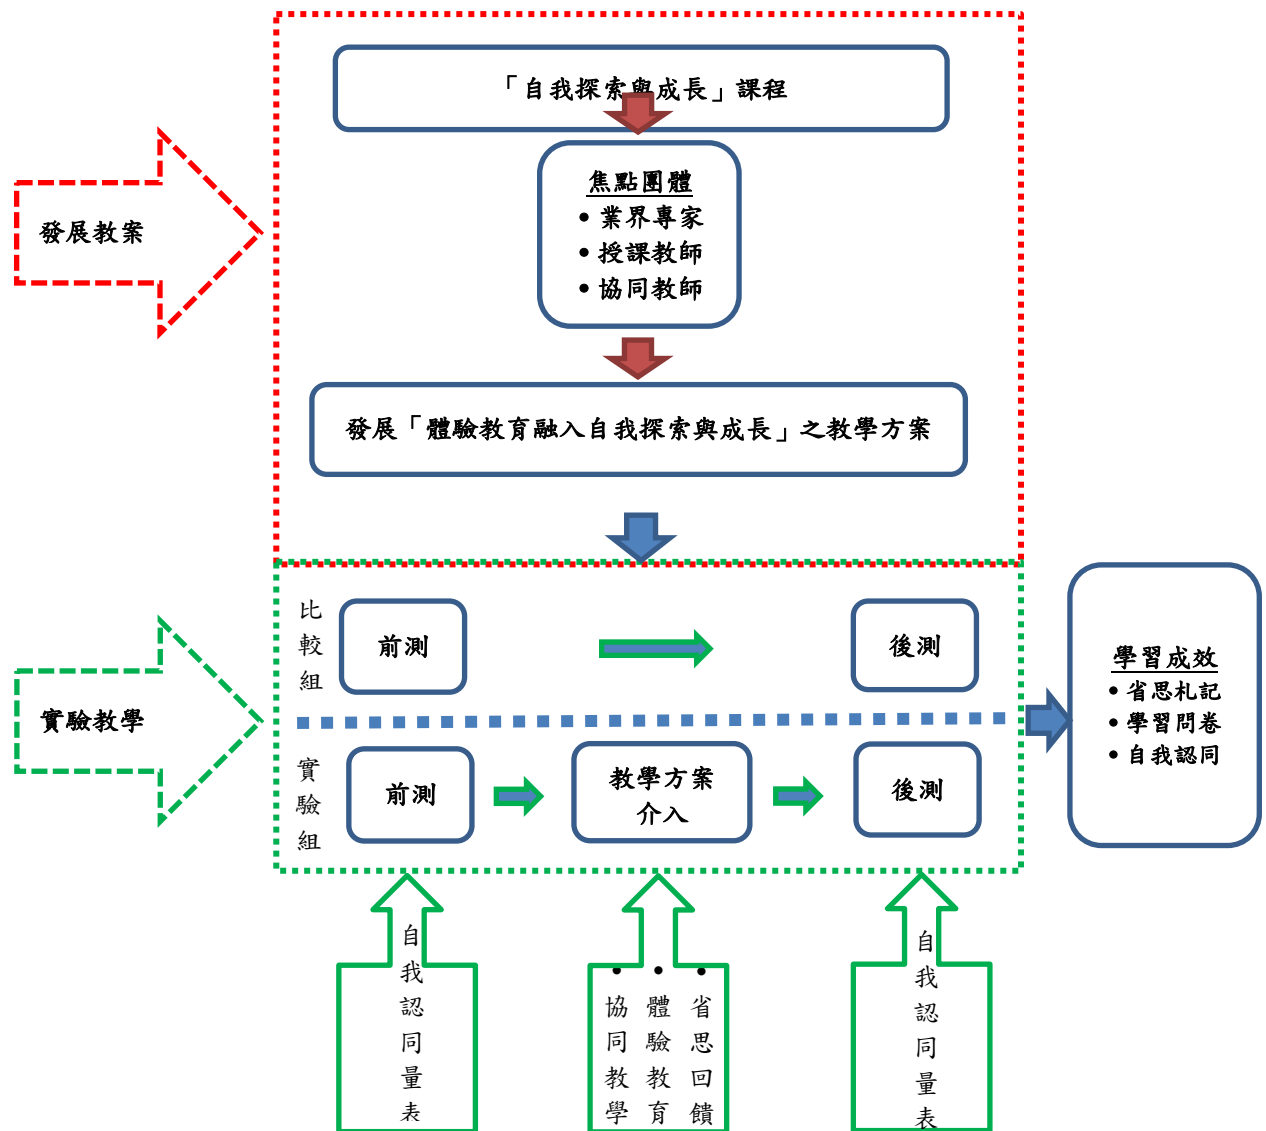 「自我探索與成長」課程
焦點團體
• 業界專家
• 授課教師
• 協同教師
發展教案
發展「體驗教育融入自我探索與成長」之教學方案
比較組
前測
後測
實驗教學
實驗組
前測
教學方案
介入
後測
學習成效
• 省思札記
• 學習問卷
• 自我認同
自我認同量表
• 協同教學
• 體驗教育
• 省思回饋
自我認同量表